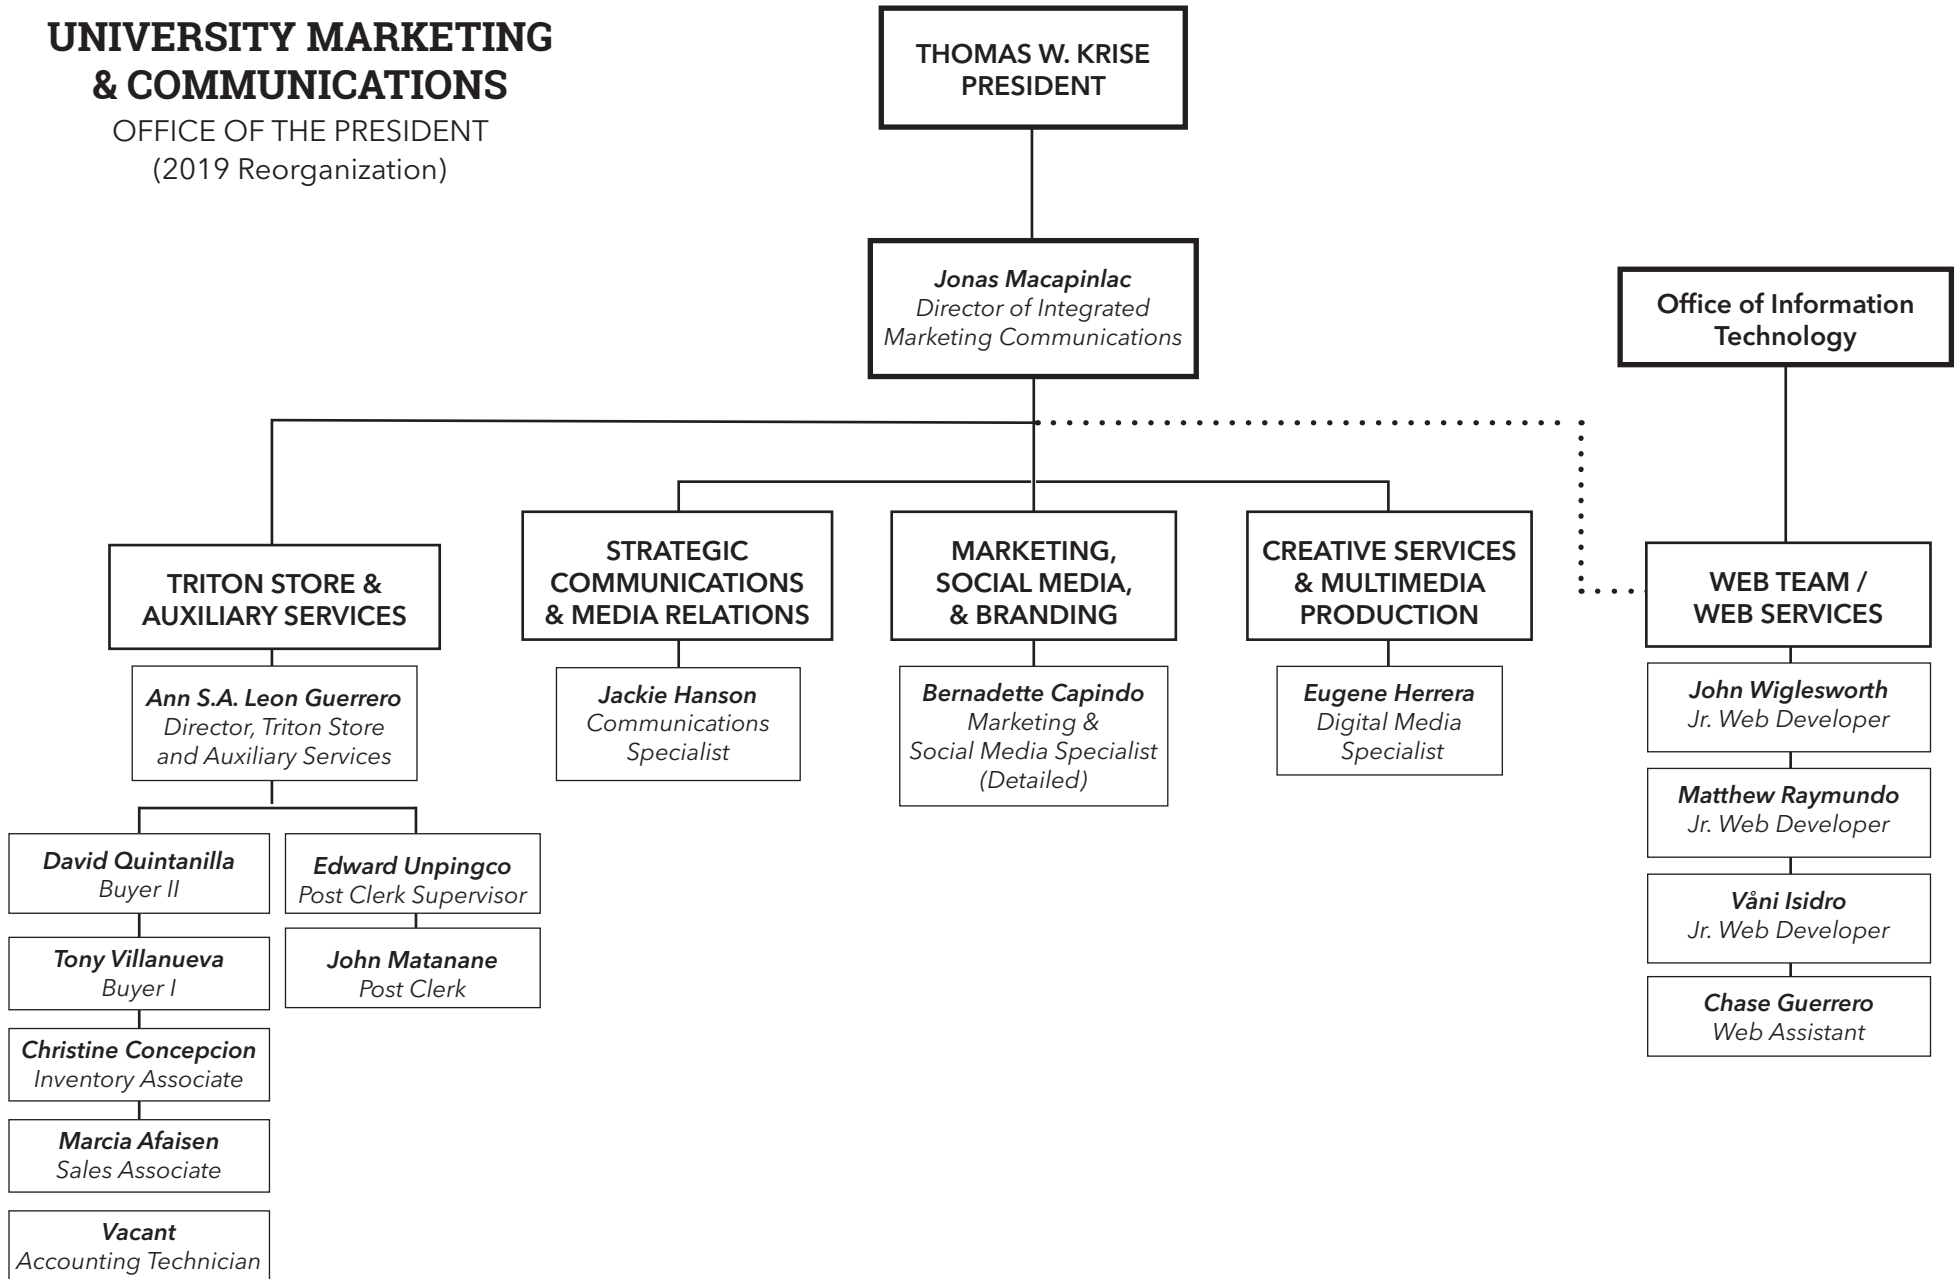 UNIVERSITY MARKETING
& COMMUNICATIONS
OFFICE OF THE PRESIDENT
(2019 Reorganization)
THOMAS W. KRISE
PRESIDENT
Jonas Macapinlac
Director of Integrated
Marketing Communications
Office of Information
Technology
TRITON STORE &
AUXILIARY SERVICES
Ann S.A. Leon Guerrero
Director, Triton Store
and Auxiliary Services
David Quintanilla
Buyer II
Tony Villanueva
Buyer I
Christine Concepcion
Inventory Associate
Marcia Afaisen
Sales Associate
Vacant
Accounting Technician
Edward Unpingco
Post Clerk Supervisor
John Matanane
Post Clerk
STRATEGIC
COMMUNICATIONS
& MEDIA RELATIONS
Jackie Hanson
Communications
Specialist
MARKETING,
SOCIAL MEDIA,
& BRANDING
Bernadette Capindo
Marketing &
Social Media Specialist
(Detailed)
CREATIVE SERVICES
& MULTIMEDIA
PRODUCTION
Eugene Herrera
Digital Media
Specialist
WEB TEAM /
WEB SERVICES
John Wiglesworth
Jr. Web Developer
Matthew Raymundo
Jr. Web Developer
Våni Isidro
Jr. Web Developer
Chase Guerrero
Web Assistant